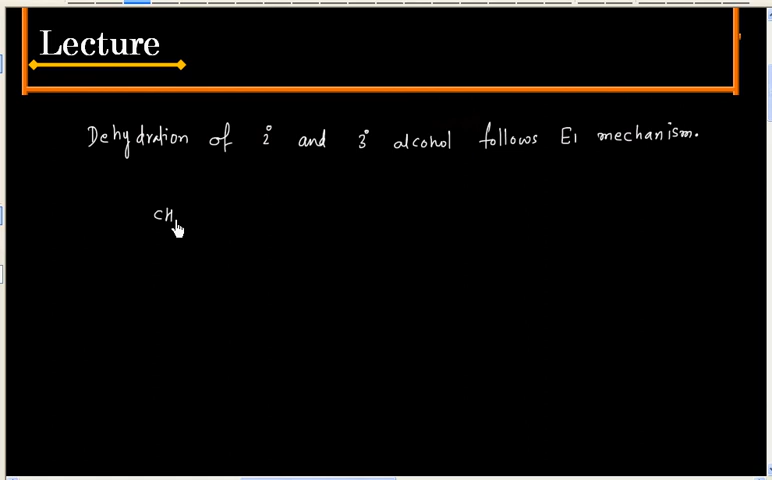 Lecture
Dehydration of 2° and 3° alcohol follows E1 mechanism.
CH